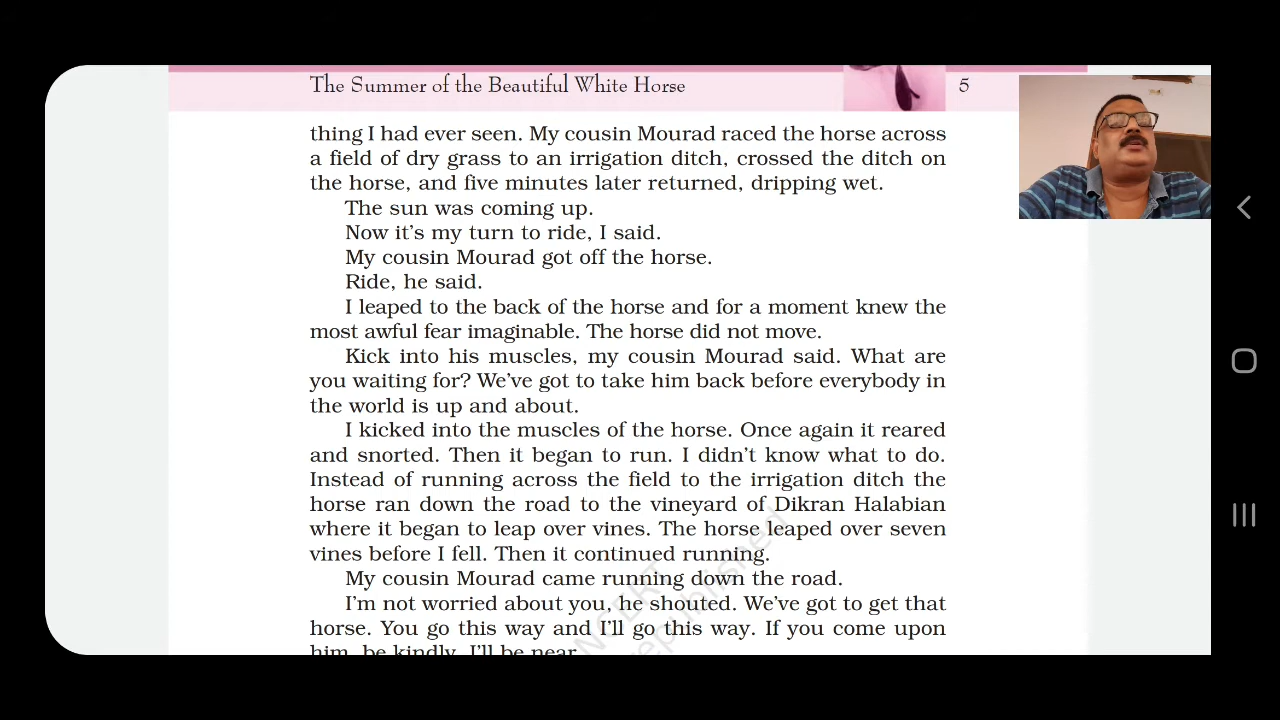 The Summer of the Beautiful White Horse 5
thing I had ever seen. My cousin Mourad raced the horse across
a field of dry grass to an irrigation ditch, crossed the ditch on
the horse, and five minutes later returned, dripping wet.
The sun was coming up.
Now it's my turn to ride, I said.
My cousin Mourad got off the horse.
Ride, he said.
I leaped to the back of the horse and for a moment knew the
most awful fear imaginable. The horse did not move.
Kick into his muscles, my cousin Mourad said. What are
you waiting for? We've got to take him back before everybody in
the world is up and about.
I kicked into the muscles of the horse. Once again it reared
and snorted. Then it began to run. I didn't know what to do.
Instead of running across the field to the irrigation ditch the
horse ran down the road to the vineyard of Dikran Halabian
where it began to leap over vines. The horse leaped over seven
vines before I fell. Then it continued running.
My cousin Mourad came running down the road.
I'm not worried about you, he shouted. We've got to get that
horse. You go this way and I'll go this way. If you come upon
him, be kindly. I'll be near.
NCERT
republished